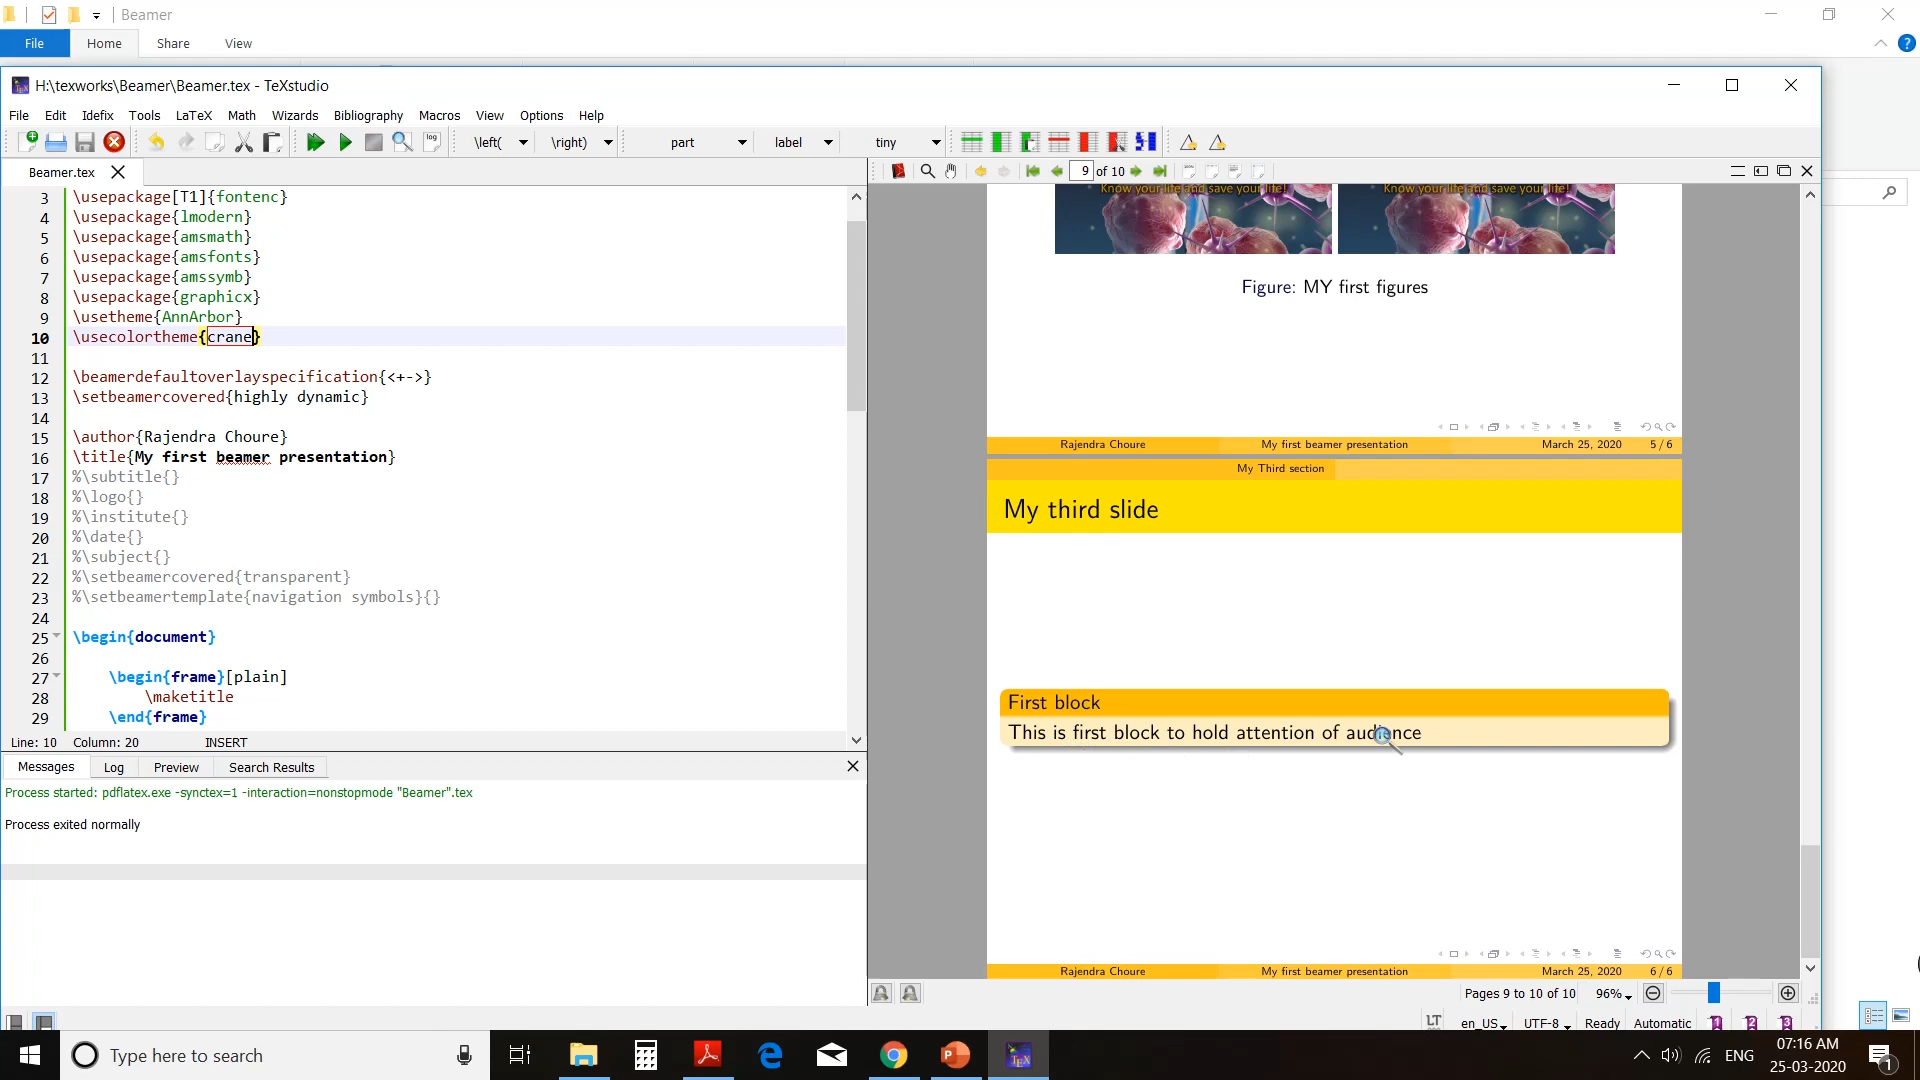 Beamer
File Home Share View
H:\texworks\Beamer\Beamer.tex - TeXstudio
File Edit Idefix Tools LaTeX Math Wizards Bibliography Macros View Options Help
\left( \right) part label tiny
Beamer.tex
9 of 10
3 \usepackage[T1]{fontenc}
4 \usepackage{lmodern}
5 \usepackage{amsmath}
6 \usepackage{amsfonts}
7 \usepackage{amssymb}
8 \usepackage{graphicx}
9 \usetheme{AnnArbor}
10 \usecolortheme{crane}
11
12 \beamerdefaultoverlayspecification{<+->}
13 \setbeamercovered{highly dynamic}
14
15 \author{Rajendra Choure}
16 \title{My first beamer presentation}
17 %\subtitle{}
18 %\logo{}
19 %\institute{}
20 %\date{}
21 %\subject{}
22 %\setbeamercovered{transparent}
23 %\setbeamertemplate{navigation symbols}{}
24
25 \begin{document}
26
27 \begin{frame}[plain]
28 \maketitle
29 \end{frame}
Line: 10 Column: 20 INSERT
Messages Log Preview Search Results
Process started: pdflatex.exe -synctex=1 -interaction=nonstopmode "Beamer".tex
Process exited normally
Know your life and save your life! Know your life and save your life!
Figure: MY first figures
Rajendra Choure My first beamer presentation March 25, 2020 5 / 6
My Third section
My third slide
First block
This is first block to hold attention of audience
Rajendra Choure My first beamer presentation March 25, 2020 6 / 6
Pages 9 to 10 of 10 96%
LT en_US UTF-8 Ready Automatic 1 2 3
Type here to search
ENG
07:16 AM
25-03-2020
1